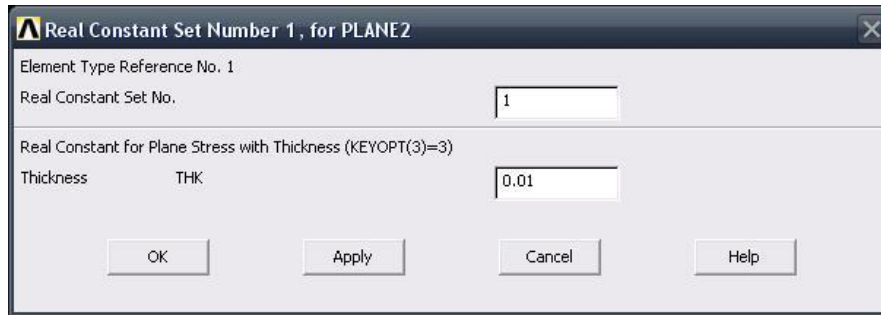 Real Constant Set Number 1, for PLANE2
Element Type Reference No. 1
Real Constant Set No. 1
Real Constant for Plane Stress with Thickness (KEYOPT(3)=3)
Thickness THK 0.01
OK Apply Cancel Help